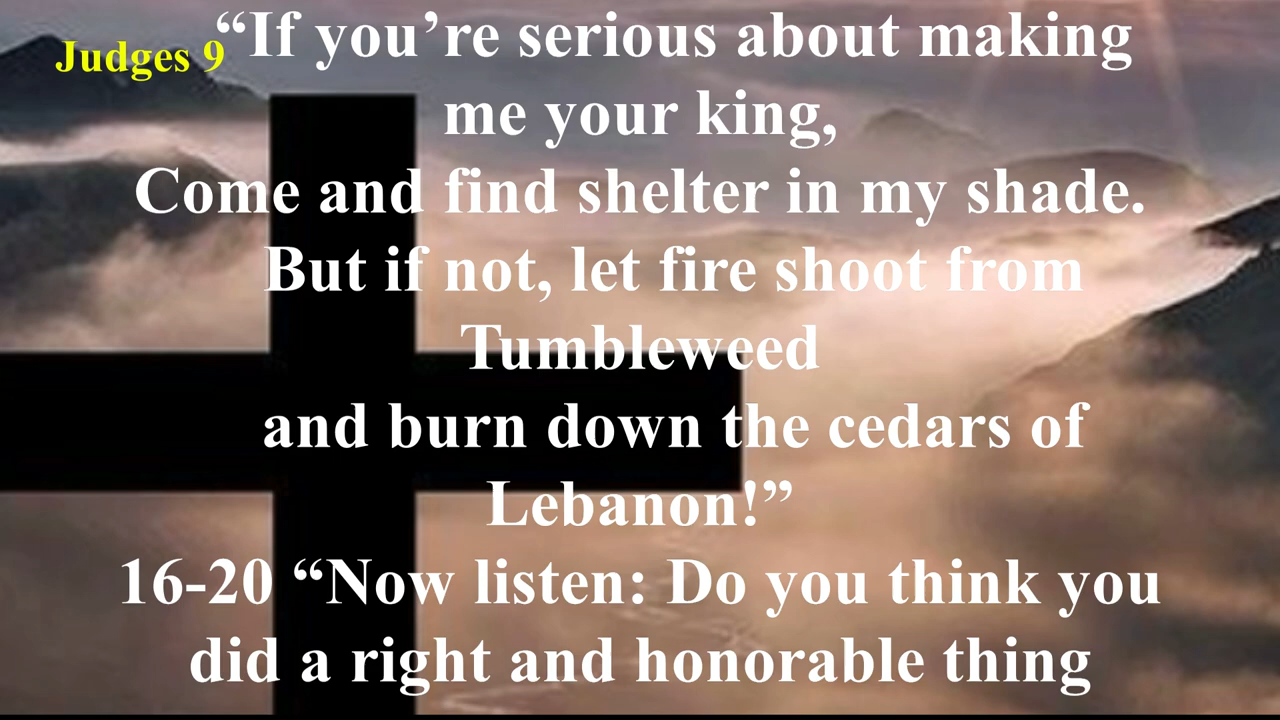 Judges 9
“If you’re serious about making
me your king,
Come and find shelter in my shade.
But if not, let fire shoot from
Tumbleweed
and burn down the cedars of
Lebanon!”
16-20 “Now listen: Do you think you
did a right and honorable thing